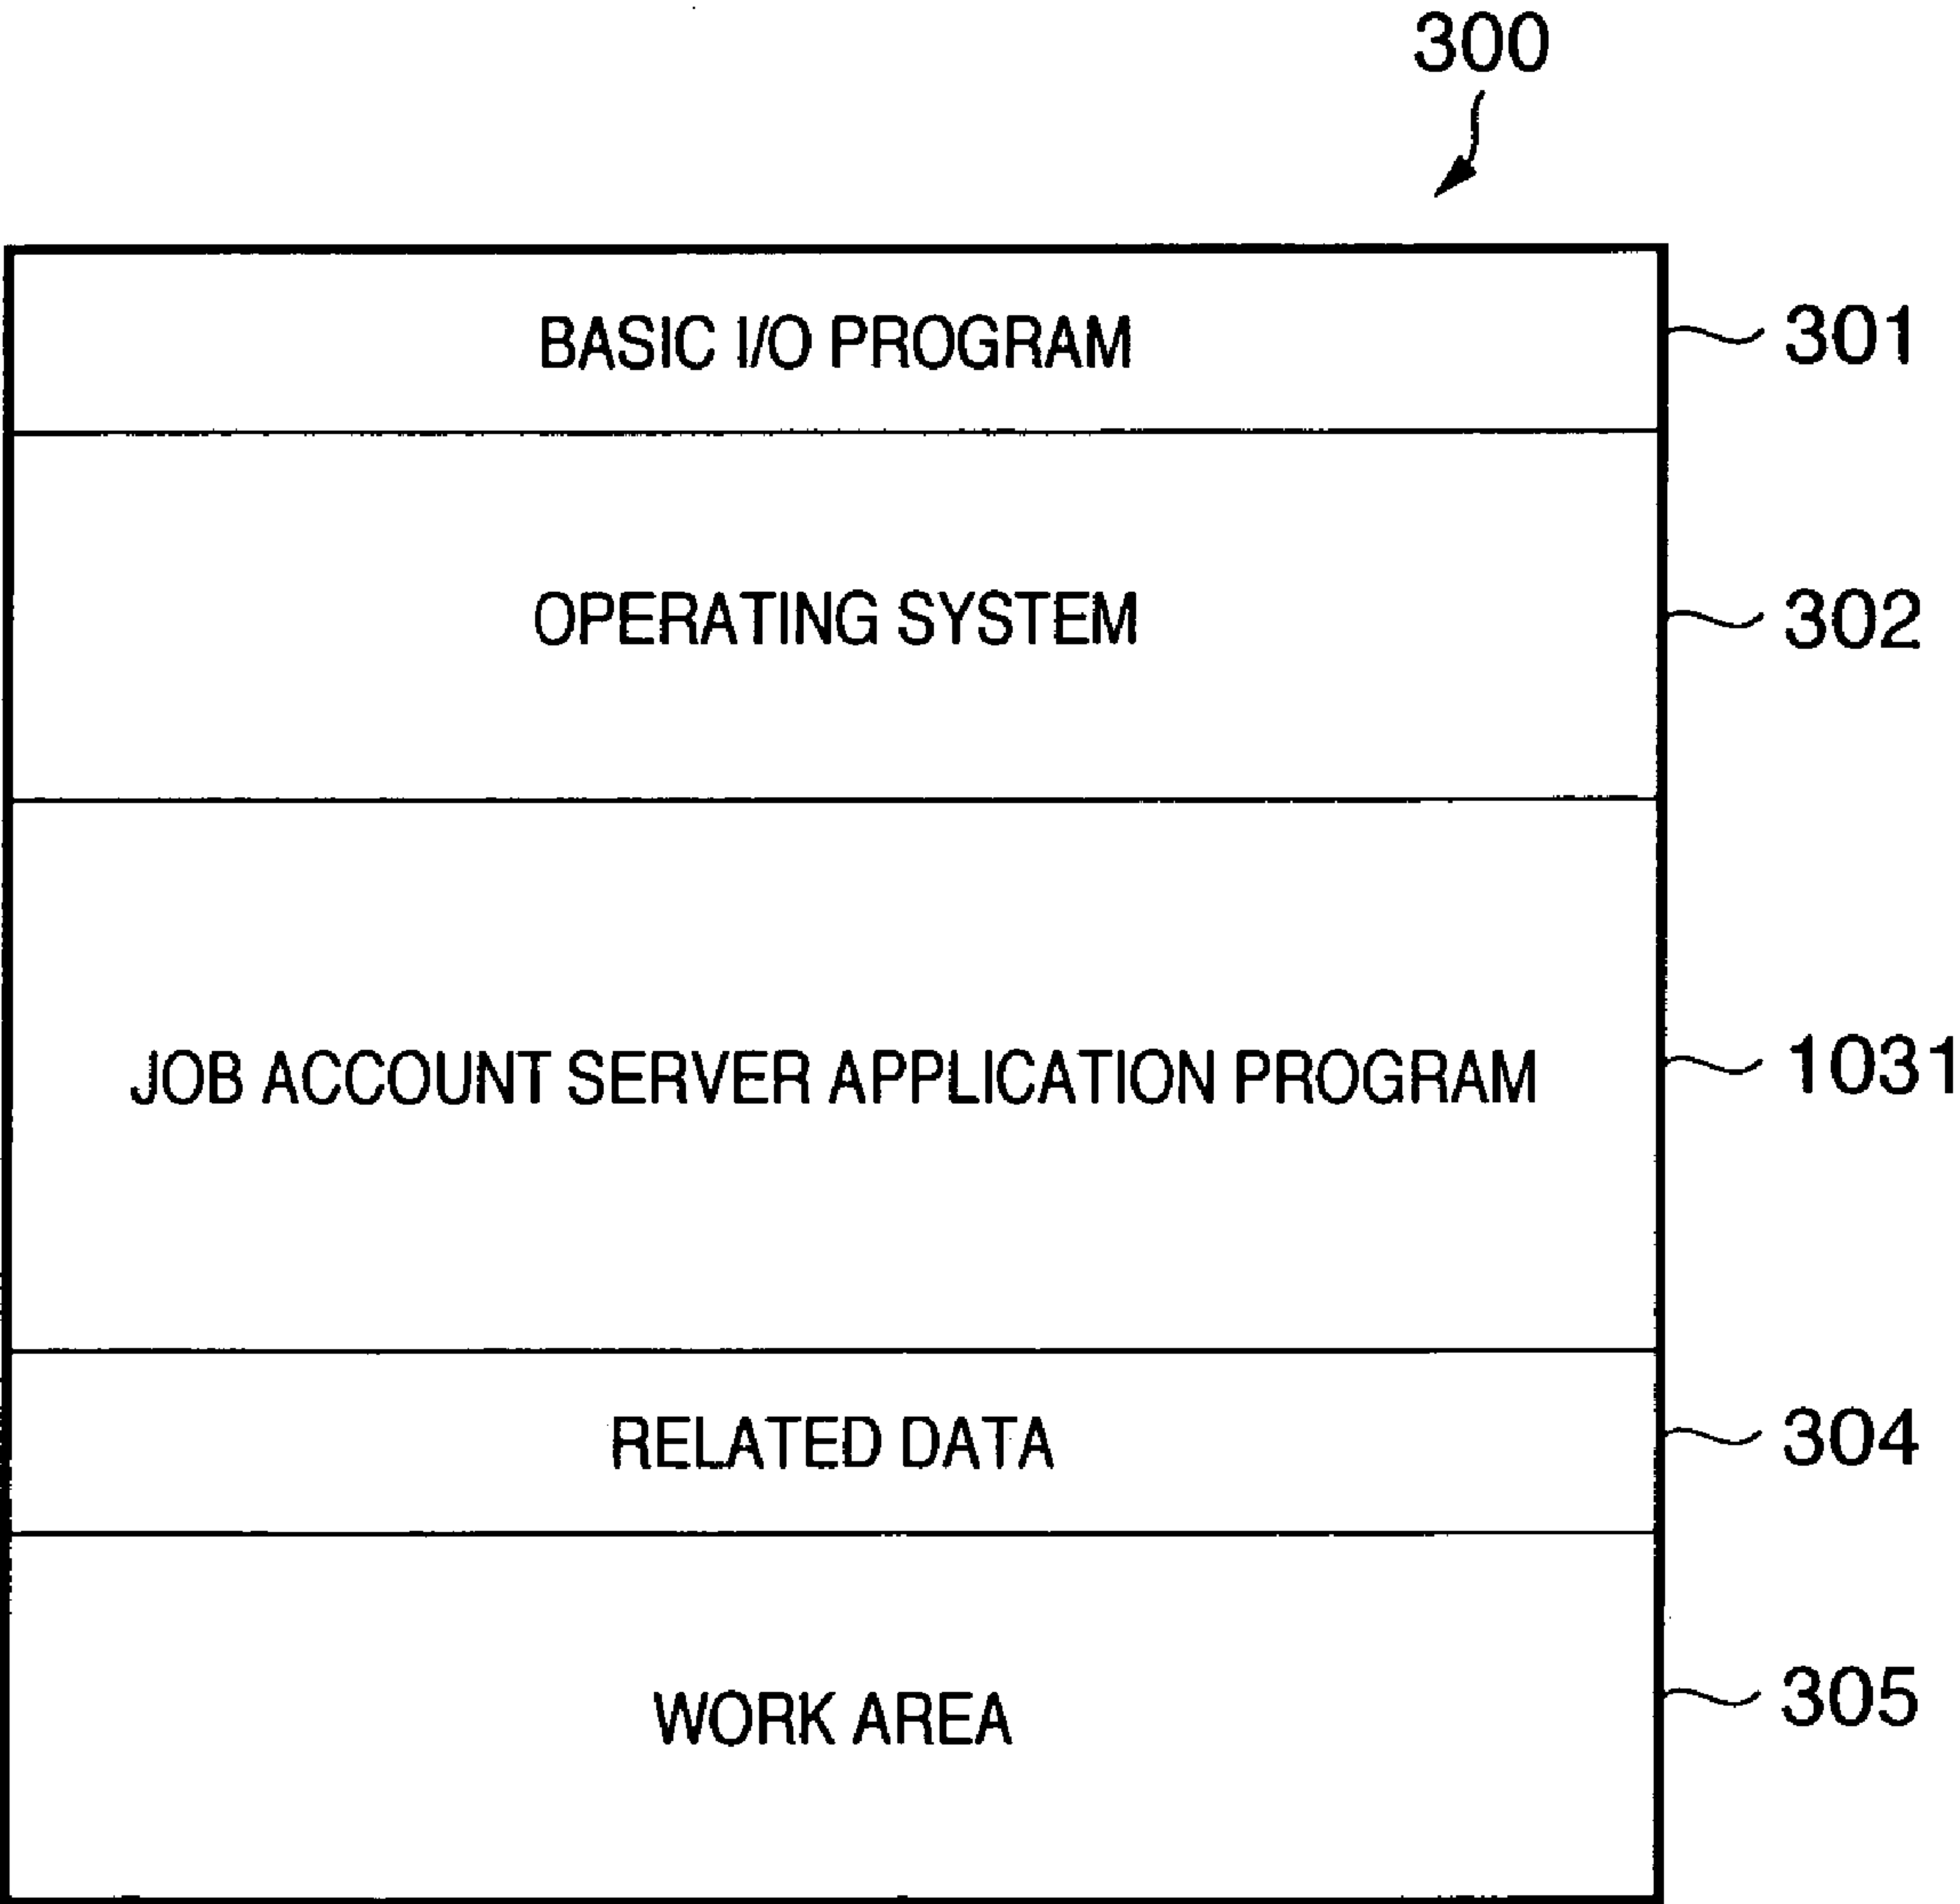 300
BASIC I/O PROGRAM 301
OPERATING SYSTEM 302
JOB ACCOUNT SERVER APPLICATION PROGRAM 1031
RELATED DATA 304
WORK AREA 305